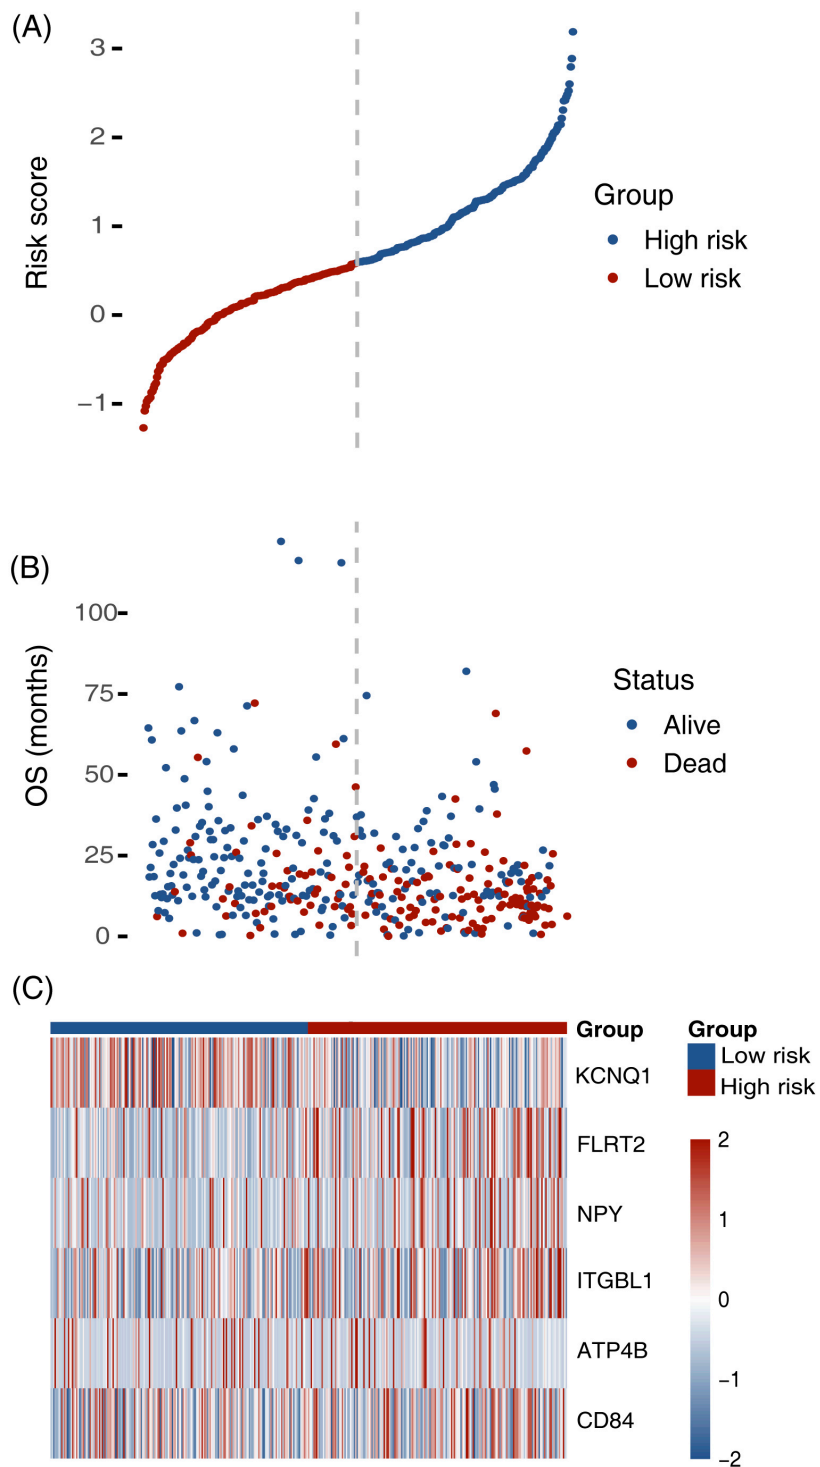 (A)
3
2
1
0
−1
Risk score
Group
High risk
Low risk
(B)
100
75
50
25
0
OS (months)
Status
Alive
Dead
(C)
Group
KCNQ1
FLRT2
NPY
ITGBL1
ATP4B
CD84
Group
Low risk
High risk
2
1
0
−1
−2